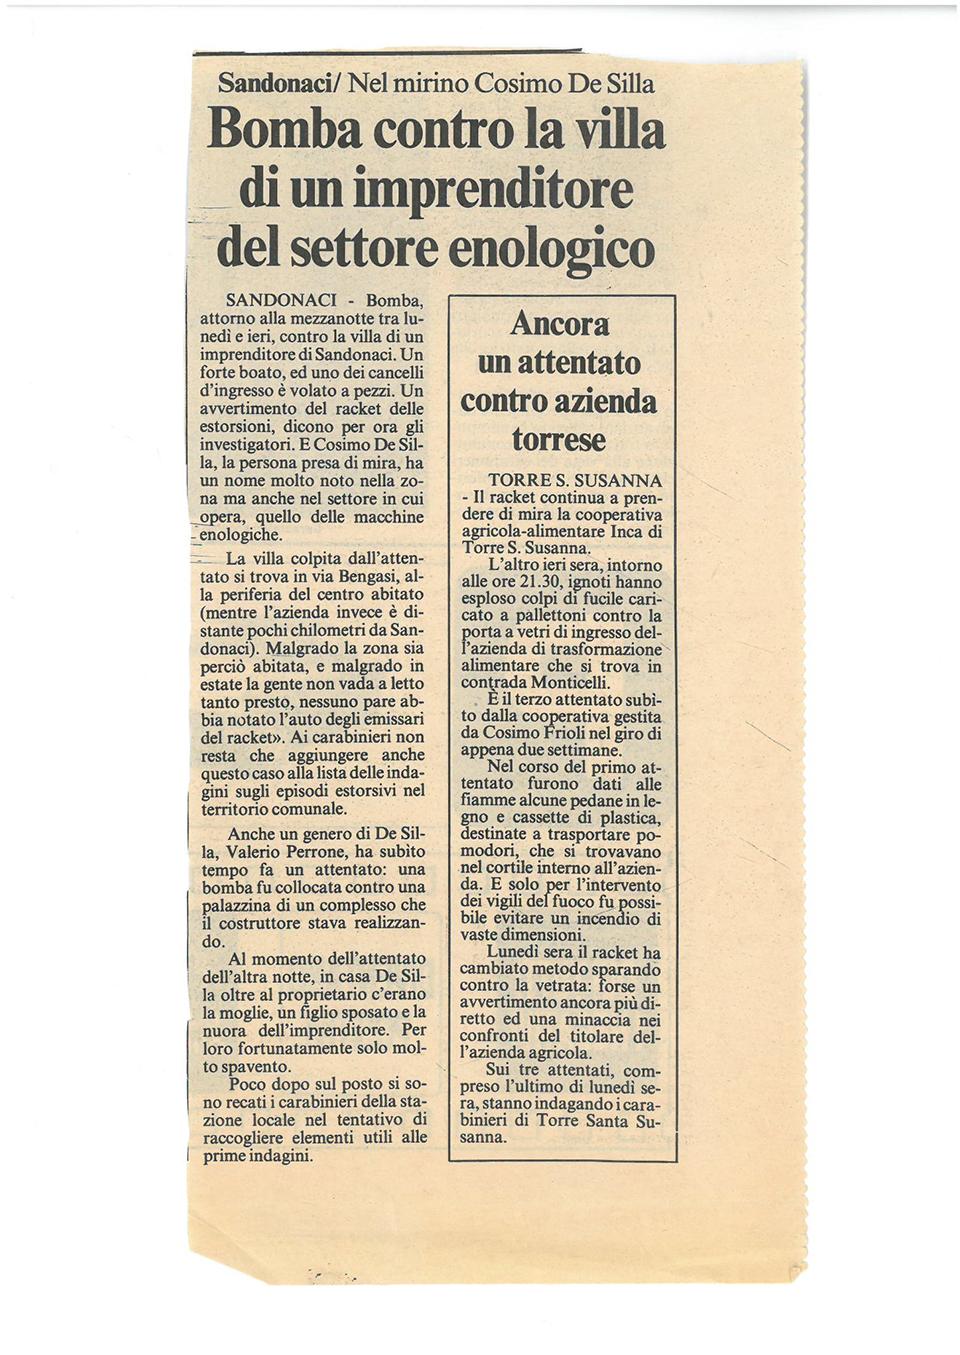 Sandonaci/ Nel mirino Cosimo De Silla
Bomba contro la villa
di un imprenditore
del settore enologico
SANDONACI - Bomba,
attorno alla mezzanotte tra lu-
nedì e ieri, contro la villa di un
imprenditore di Sandonaci. Un
forte boato, ed uno dei cancelli
d'ingresso è volato a pezzi. Un
avvertimento del racket delle
estorsioni, dicono per ora gli
investigatori. E Cosimo De Sil-
la, la persona presa di mira, ha
un nome molto noto nella zo-
na ma anche nel settore in cui
opera, quello delle macchine
enologiche.
La villa colpita dall'atten-
tato si trova in via Bengasi, al-
la periferia del centro abitato
(mentre l'azienda invece è di-
stante pochi chilometri da San-
donaci). Malgrado la zona sia
perciò abitata, e malgrado in
estate la gente non vada a letto
tanto presto, nessuno pare ab-
bia notato l'auto degli emissari
del racket». Ai carabinieri non
resta che aggiungere anche
questo caso alla lista delle inda-
gini sugli episodi estorsivi nel
territorio comunale.
Anche un genero di De Sil-
la, Valerio Perrone, ha subìto
tempo fa un attentato: una
bomba fu collocata contro una
palazzina di un complesso che
il costruttore stava realizzan-
do.
Al momento dell'attentato
dell'altra notte, in casa De Sil-
la oltre al proprietario c'erano
la moglie, un figlio sposato e la
nuora dell'imprenditore. Per
loro fortunatamente solo mol-
to spavento.
Poco dopo sul posto si so-
no recati i carabinieri della sta-
zione locale nel tentativo di
raccogliere elementi utili alle
prime indagini.
Ancora
un attentato
contro azienda
torrese
TORRE S. SUSANNA
- Il racket continua a pren-
dere di mira la cooperativa
agricola-alimentare Inca di
Torre S. Susanna.
L'altro ieri sera, intorno
alle ore 21.30, ignoti hanno
esploso colpi di fucile cari-
cato a pallettoni contro la
porta a vetri di ingresso del-
l'azienda di trasformazione
alimentare che si trova in
contrada Monticelli.
È il terzo attentato subì-
to dalla cooperativa gestita
da Cosimo Frioli nel giro di
appena due settimane.
Nel corso del primo at-
tentato furono dati alle
fiamme alcune pedane in le-
gno e cassette di plastica,
destinate a trasportare po-
modori, che si trovavano
nel cortile interno all'azien-
da. E solo per l'intervento
dei vigili del fuoco fu possi-
bile evitare un incendio di
vaste dimensioni.
Lunedì sera il racket ha
cambiato metodo sparando
contro la vetrata: forse un
avvertimento ancora più di-
retto ed una minaccia nei
confronti del titolare del-
l'azienda agricola.
Sui tre attentati, com-
preso l'ultimo di lunedì se-
ra, stanno indagando i cara-
binieri di Torre Santa Su-
sanna.